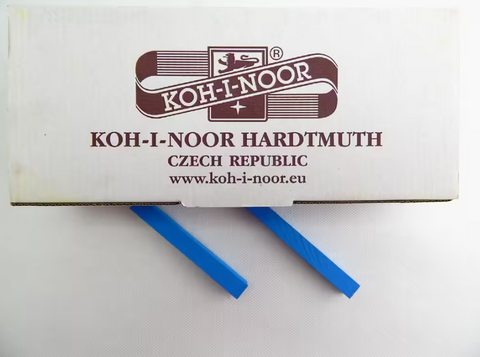 ®
KOH-I-NOOR
KOH-I-NOOR HARDTMUTH
CZECH REPUBLIC
www.koh-i-noor.eu